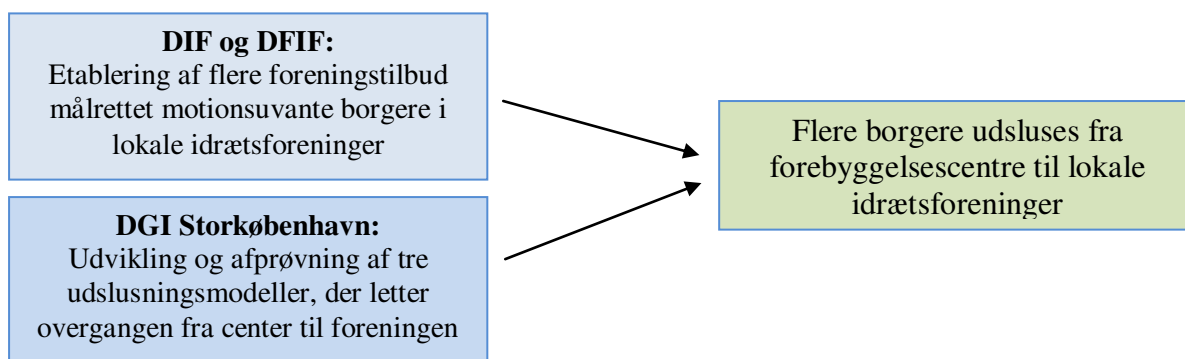 DIF og DFIF:
Etablering af flere foreningstilbud
målrettet motionsuvante borgere i
lokale idrætsforeninger
DGI Storkøbenhavn:
Udvikling og afprøvning af tre
udslusningsmodeller, der letter
overgangen fra center til foreningen
Flere borgere udsluses fra
forebyggelsescentre til lokale
idrætsforeninger